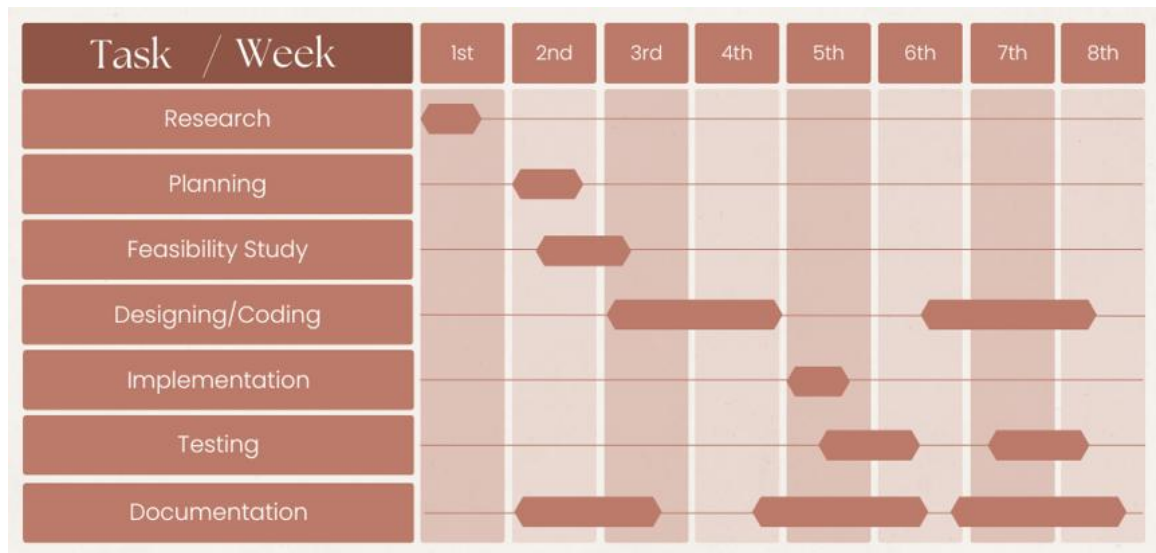 Task / Week 1st 2nd 3rd 4th 5th 6th 7th 8th
Research
Planning
Feasibility Study
Designing/Coding
Implementation
Testing
Documentation